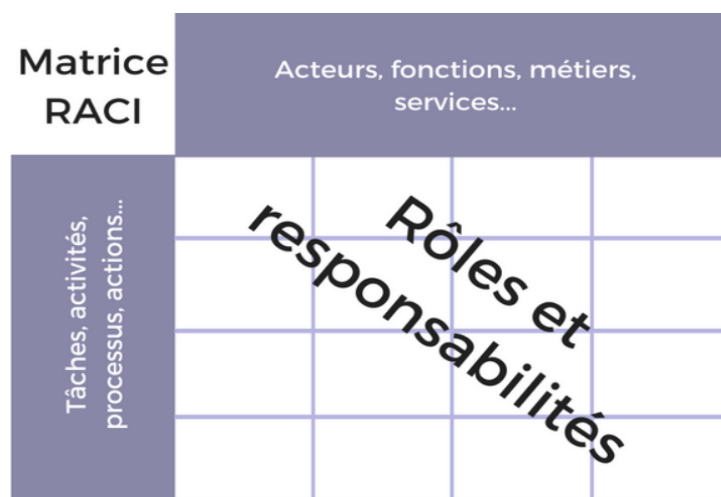 Matrice
RACI
Acteurs, fonctions, métiers,
services...
Tâches, activités,
processus, actions...
Rôles et
responsabilités